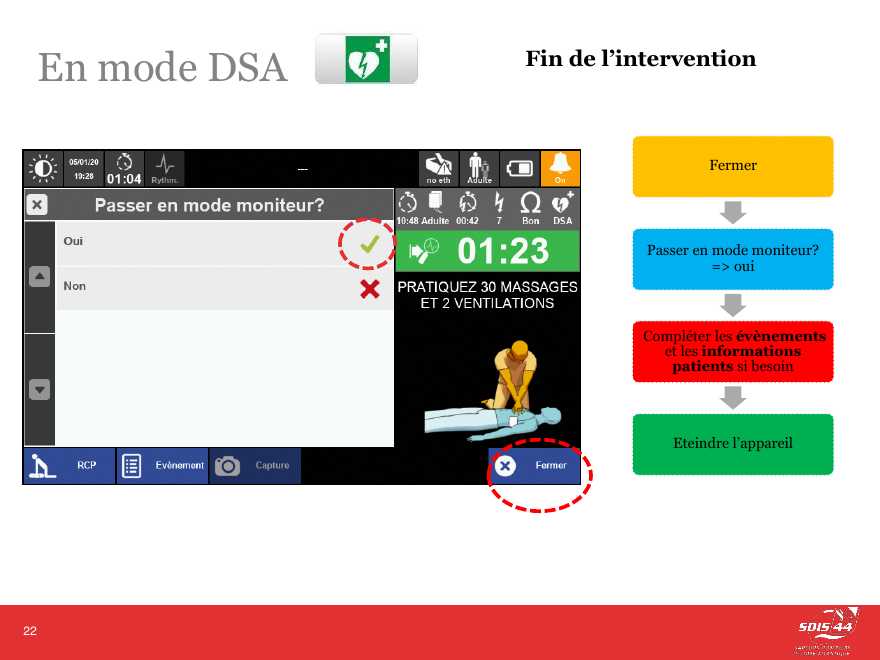 En mode DSA
Fin de l’intervention
05/01/20
19:28
01:04
Rythm.
---
no eth
Adulte
On
Passer en mode moniteur?
10:48 Adulte 00:42 7 Bon DSA
Oui
Non
01:23
PRATIQUEZ 30 MASSAGES
ET 2 VENTILATIONS
RCP
Evènement
Capture
Fermer
Fermer
Passer en mode moniteur?
=> oui
Compléter les évènements
et les informations
patients si besoin
Eteindre l’appareil
22
SDIS 44